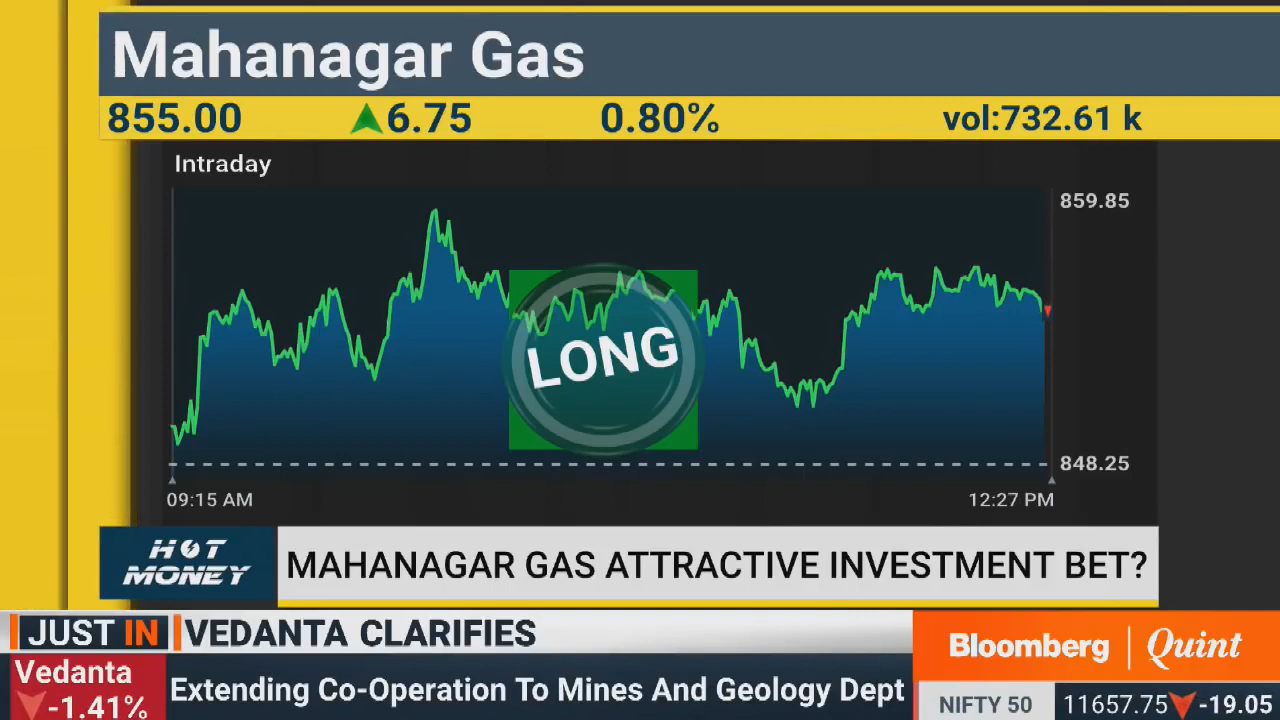 Mahanagar Gas
855.00 6.75 0.80% vol:732.61 k
Intraday
859.85
LONG
848.25
09:15 AM 12:27 PM
HOT
MONEY
MAHANAGAR GAS ATTRACTIVE INVESTMENT BET?
JUST IN VEDANTA CLARIFIES
Bloomberg | Quint
Vedanta
-1.41%
Extending Co-Operation To Mines And Geology Dept
NIFTY 50 11657.75 -19.05